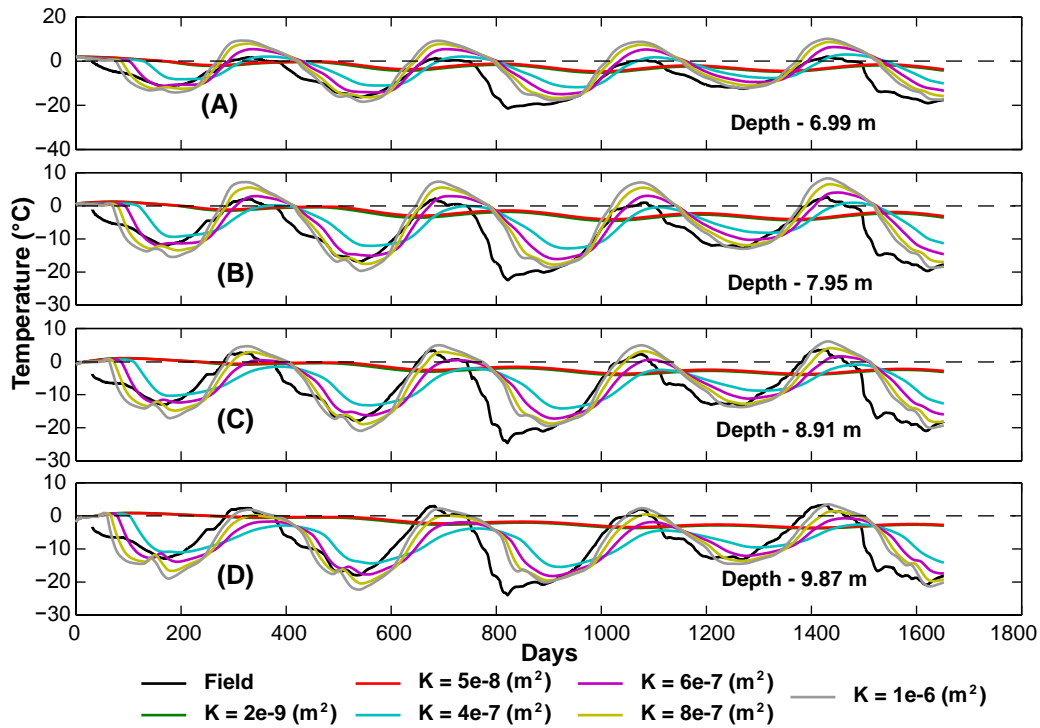 20
0
−20
−40
(A)
Depth - 6.99 m
10
0
−10
−20
−30
(B)
Depth - 7.95 m
Temperature (°C)
10
0
−10
−20
−30
(C)
Depth - 8.91 m
10
0
−10
−20
−30
(D)
Depth - 9.87 m
0 200 400 600 800 1000 1200 1400 1600 1800
Days
Field
K = 2e-9 (m²)
K = 5e-8 (m²)
K = 4e-7 (m²)
K = 6e-7 (m²)
K = 8e-7 (m²)
K = 1e-6 (m²)